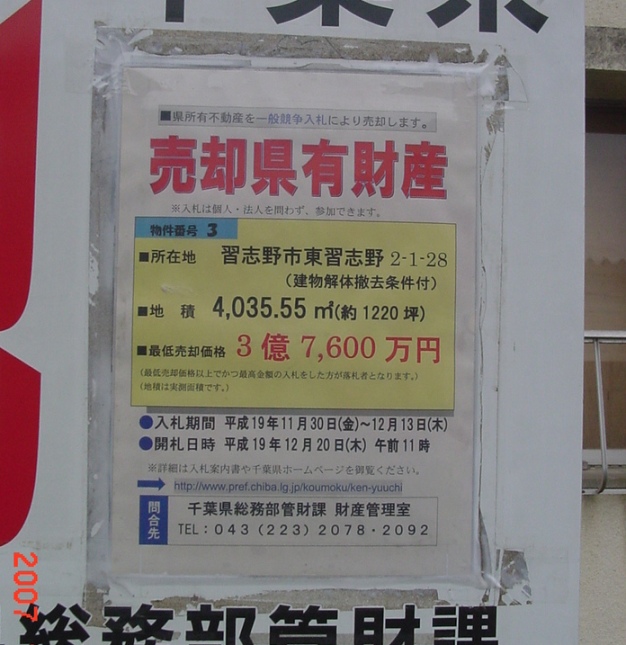 千葉県
■県所有不動産を一般競争入札により売却します。
売却県有財産
※入札は個人・法人を問わず、参加できます。
物件番号 3
■所在地 習志野市東習志野 2-1-28
（建物解体撤去条件付）
■地 積 4,035.55 ㎡(約 1220 坪)
■最低売却価格 3 億 7,600 万円
（最低売却価格以上でかつ最高金額の入札をした方が落札者となります。）
（地積は実測面積です。）
●入札期間 平成19年11月30日(金)～12月13日(木)
●開札日時 平成19年12月20日(木) 午前11時
※詳細は入札案内書や千葉県ホームページを御覧ください。
http://www.pref.chiba.lg.jp/koumoku/ken-yuuchi
問合先
千葉県総務部管財課 財産管理室
TEL：043（223）2078・2092
総務部管財課
2007